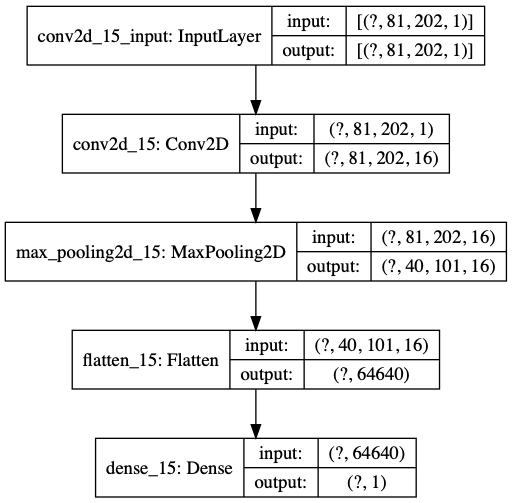 conv2d_15_input: InputLayer
input: [(?, 81, 202, 1)]
output: [(?, 81, 202, 1)]
conv2d_15: Conv2D
input: (?, 81, 202, 1)
output: (?, 81, 202, 16)
max_pooling2d_15: MaxPooling2D
input: (?, 81, 202, 16)
output: (?, 40, 101, 16)
flatten_15: Flatten
input: (?, 40, 101, 16)
output: (?, 64640)
dense_15: Dense
input: (?, 64640)
output: (?, 1)